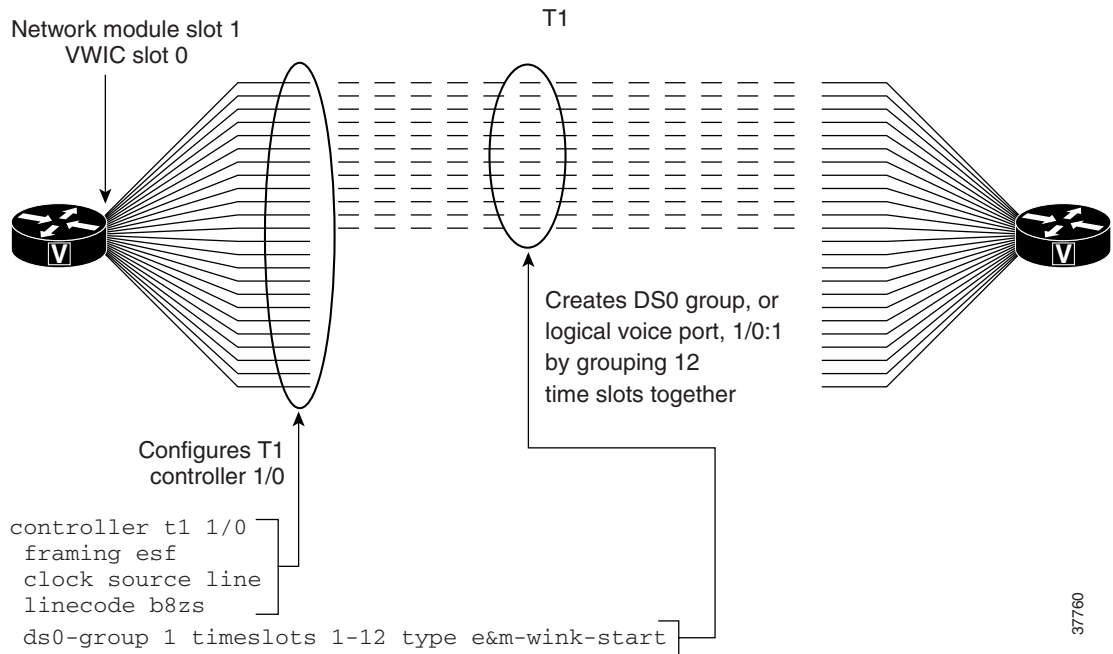 T1
Network module slot 1
VWIC slot 0
V
V
Creates DS0 group, or
logical voice port, 1/0:1
by grouping 12
time slots together
Configures T1
controller 1/0
controller t1 1/0
framing esf
clock source line
linecode b8zs
ds0-group 1 timeslots 1-12 type e&m-wink-start
37760